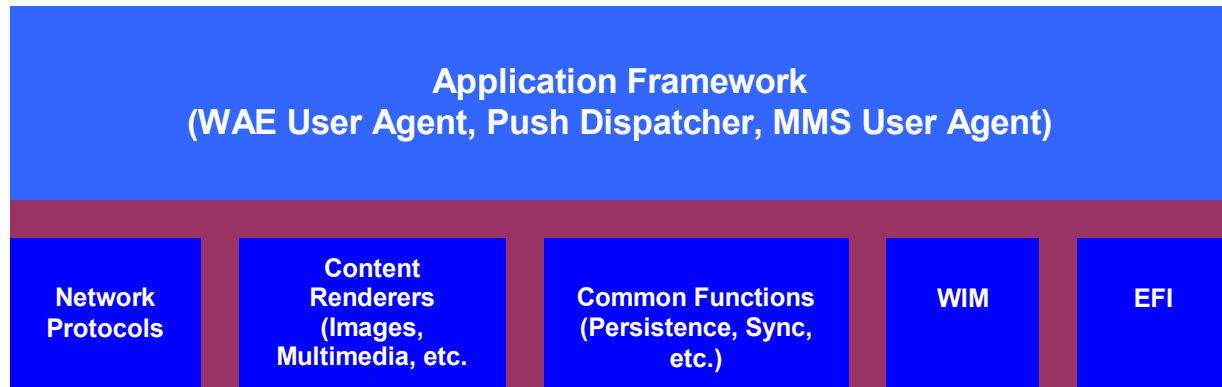 Application Framework
(WAE User Agent, Push Dispatcher, MMS User Agent)
Network
Protocols
Content
Renderers
(Images,
Multimedia, etc.
Common Functions
(Persistence, Sync,
etc.)
WIM
EFI